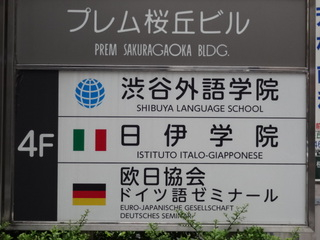 プレム桜丘ビル
PREM SAKURAGAOKA BLDG.
4F
渋谷外語学院
SHIBUYA LANGUAGE SCHOOL
日伊学院
ISTITUTO ITALO-GIAPPONESE
欧日協会
ドイツ語ゼミナール
EURO-JAPANISCHE GESELLSCHAFT
DEUTSCHES SEMINAR